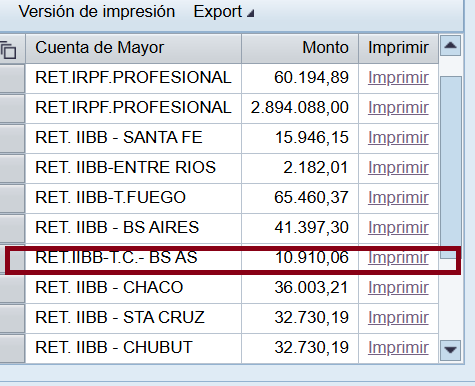 Versión de impresión Export
Cuenta de Mayor Monto Imprimir
RET.IRPF.PROFESIONAL 60.194,89 Imprimir
RET.IRPF.PROFESIONAL 2.894.088,00 Imprimir
RET. IIBB - SANTA FE 15.946,15 Imprimir
RET. IIBB-ENTRE RIOS 2.182,01 Imprimir
RET. IIBB-T.FUEGO 65.460,37 Imprimir
RET. IIBB - BS AIRES 41.397,30 Imprimir
RET.IIBB-T.C.- BS AS 10.910,06 Imprimir
RET. IIBB - CHACO 36.003,21 Imprimir
RET. IIBB - STA CRUZ 32.730,19 Imprimir
RET. IIBB - CHUBUT 32.730,19 Imprimir